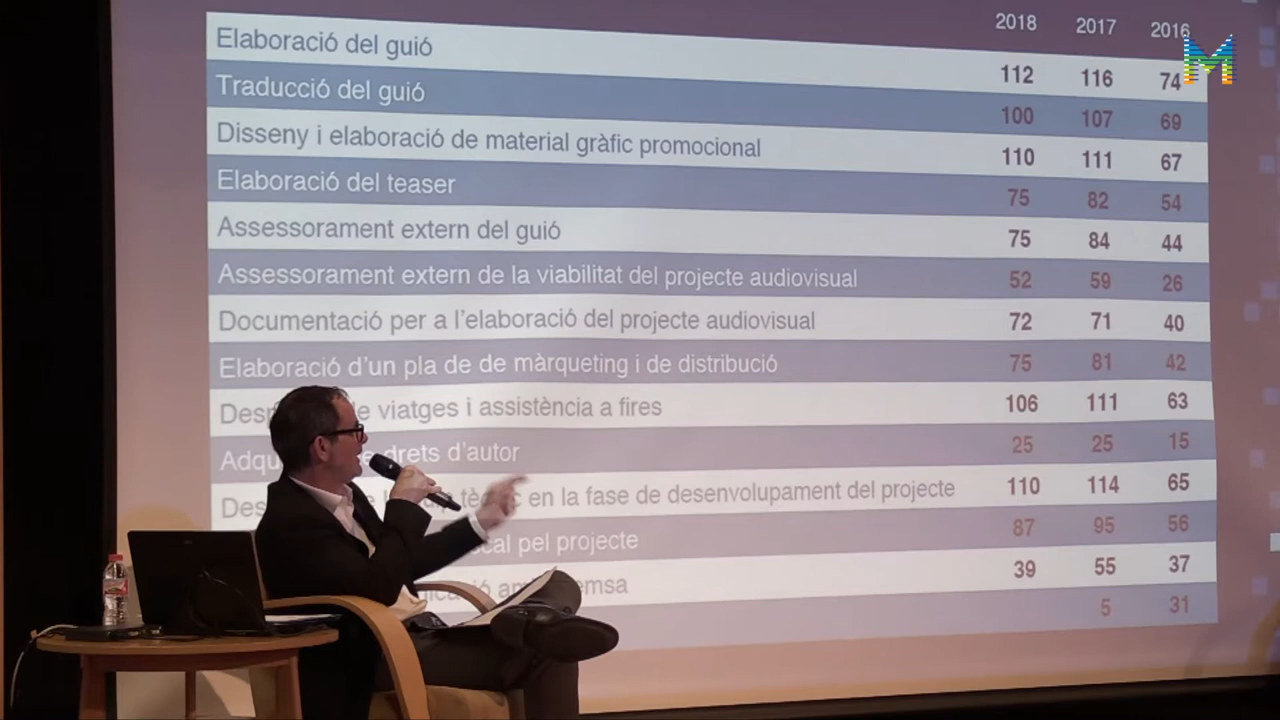 2018 2017 2016
Elaboració del guió 112 116 74
Traducció del guió 100 107 69
Disseny i elaboració de material gràfic promocional 110 111 67
Elaboració del teaser 75 82 54
Assessorament extern del guió 75 84 44
Assessorament extern de la viabilitat del projecte audiovisual 52 59 26
Documentació per a l'elaboració del projecte audiovisual 72 71 40
Elaboració d'un pla de de màrqueting i de distribució 75 81 42
viatges i assistència a fires 106 111 63
drets d'autor 25 25 15
en la fase de desenvolupament del projecte 110 114 65
pel projecte 87 95 56
39 55 37
5 31
M